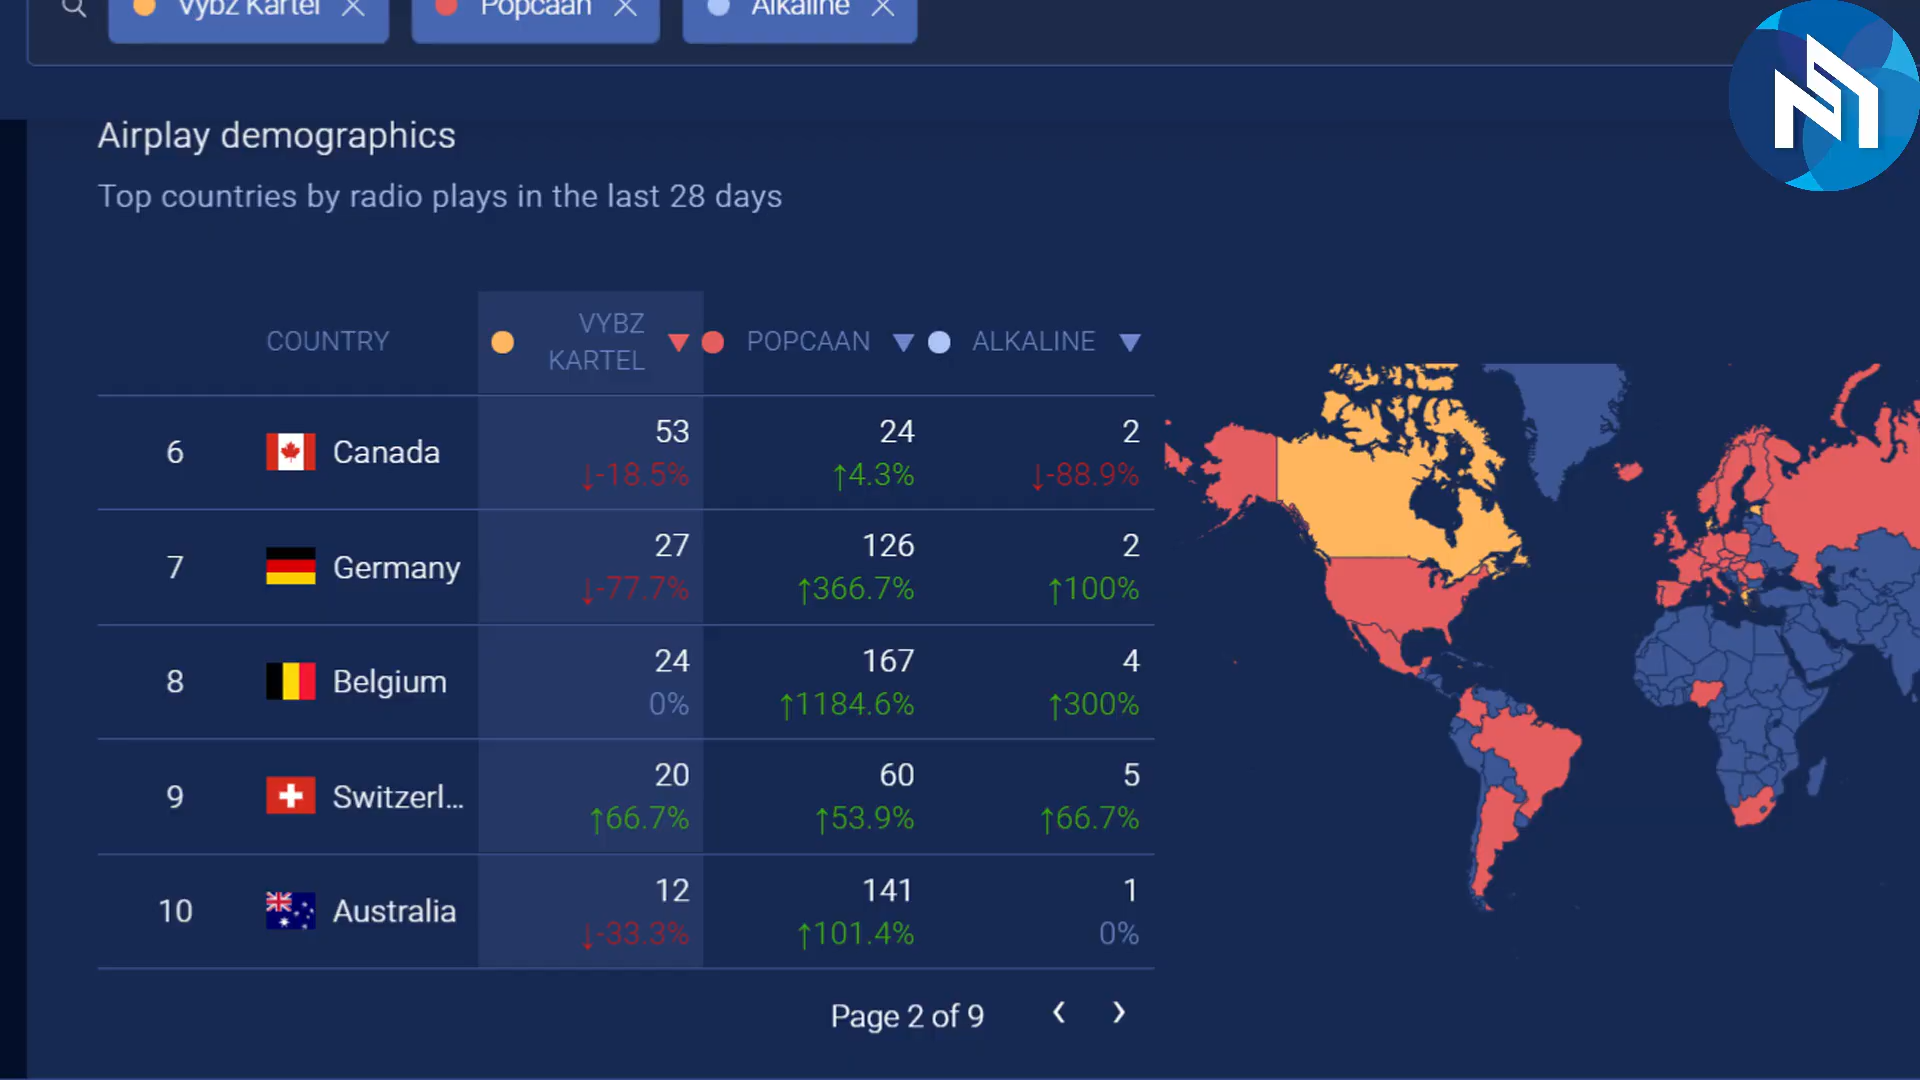 Vybz Kartel Popcaan Alkaline
Airplay demographics
Top countries by radio plays in the last 28 days
COUNTRY VYBZ KARTEL POPCAAN ALKALINE
6 Canada 53 24 2
↓-18.5% ↑4.3% ↓-88.9%
7 Germany 27 126 2
↓-77.7% ↑366.7% ↑100%
8 Belgium 24 167 4
0% ↑1184.6% ↑300%
9 Switzerl... 20 60 5
↑66.7% ↑53.9% ↑66.7%
10 Australia 12 141 1
↓-33.3% ↑101.4% 0%
Page 2 of 9